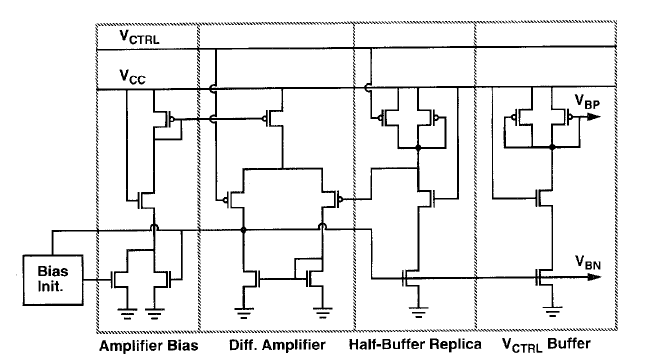 VCTRL
VCC
VBP
Bias
Init.
VBN
Amplifier Bias
Diff. Amplifier
Half-Buffer Replica
VCTRL Buffer